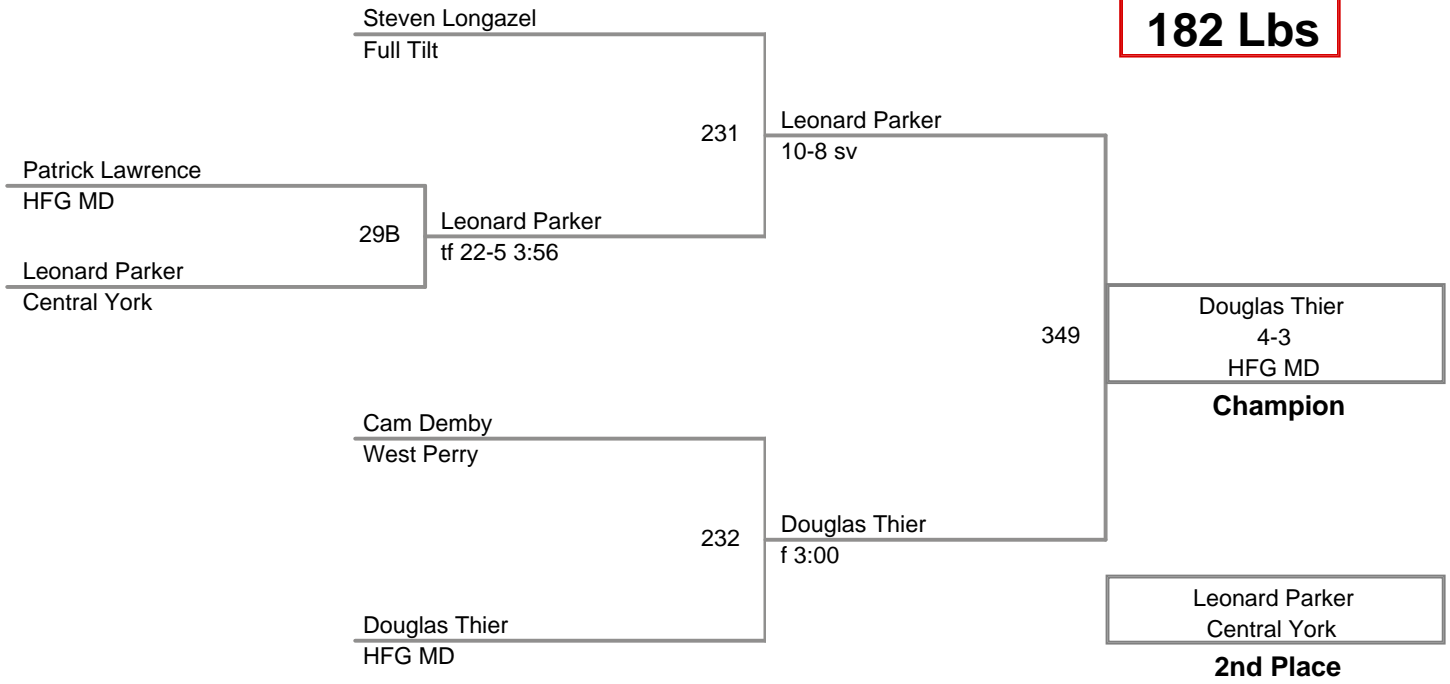 Steven Longazel
Full Tilt
182 Lbs
231
Leonard Parker
10-8 sv
Patrick Lawrence
HFG MD
29B
Leonard Parker
tf 22-5 3:56
Leonard Parker
Central York
349
Douglas Thier
4-3
HFG MD
Champion
Cam Demby
West Perry
232
Douglas Thier
f 3:00
Douglas Thier
HFG MD
Leonard Parker
Central York
2nd Place